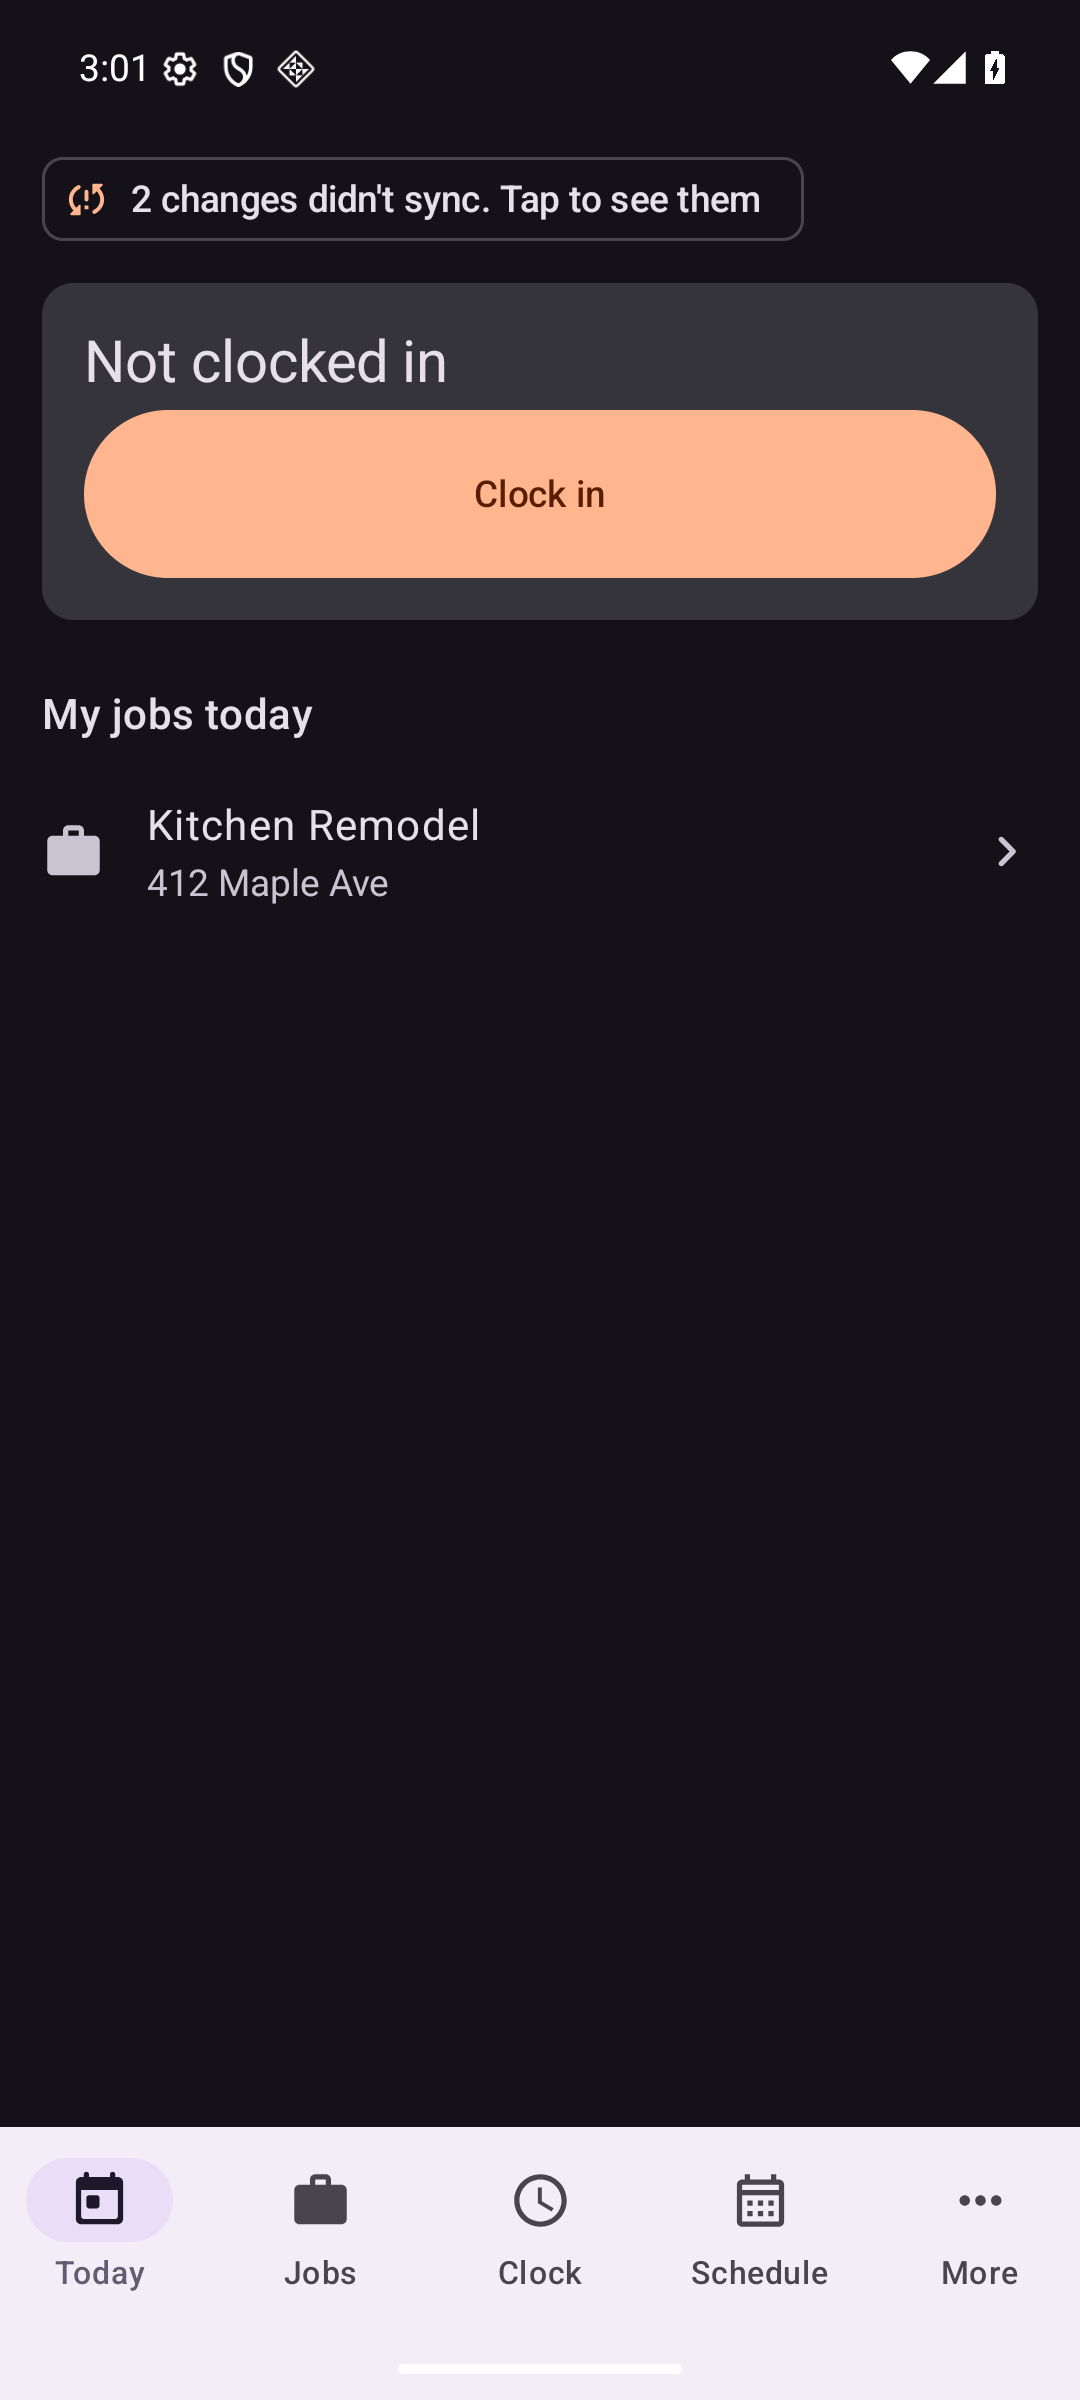 3:01
2 changes didn't sync. Tap to see them
Not clocked in
Clock in
My jobs today
Kitchen Remodel
412 Maple Ave
Today
Jobs
Clock
Schedule
More